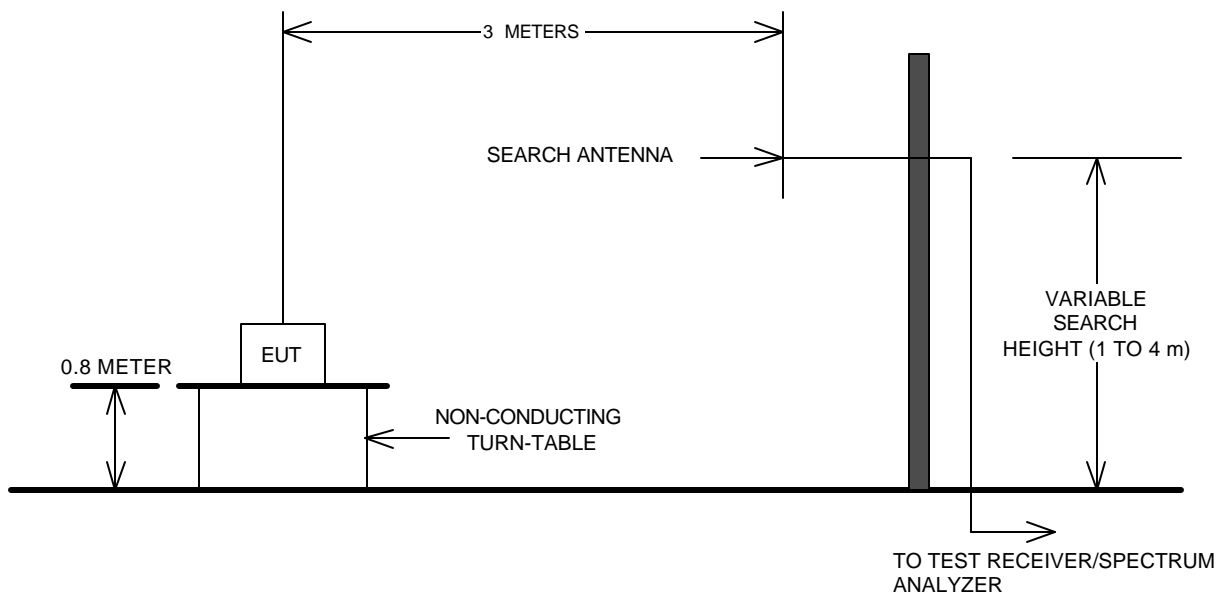 3 METERS
SEARCH ANTENNA
VARIABLE
SEARCH
HEIGHT (1 TO 4 m)
EUT
0.8 METER
NON-CONDUCTING
TURN-TABLE
TO TEST RECEIVER/SPECTRUM
ANALYZER